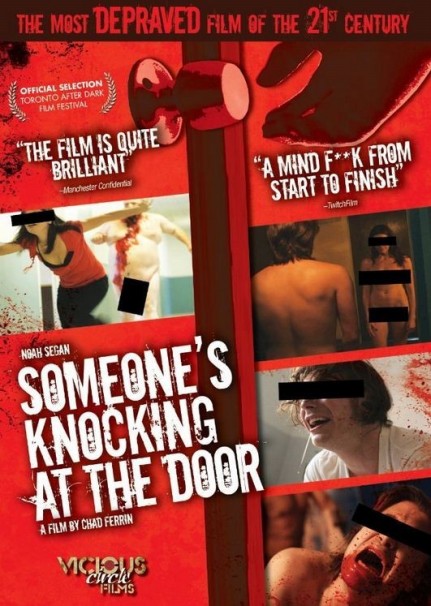 THE MOST DEPRAVED FILM OF THE 21ST CENTURY
OFFICIAL SELECTION
TORONTO AFTER DARK
FILM FESTIVAL
"THE FILM IS QUITE
BRILLIANT"
–Manchester Confidential
"A MIND F**K FROM
START TO FINISH"
–TwitchFilm
NOAH SEGAN
SOMEONE'S
KNOCKING
AT THE DOOR
A FILM BY CHAD FERRIN
VICIOUS
circle
FILMS